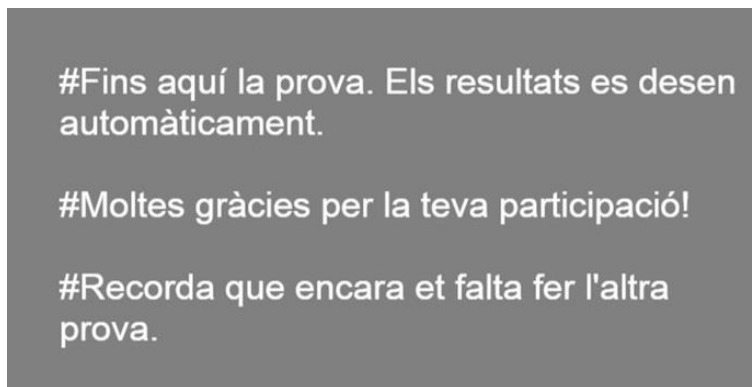 #Fins aquí la prova. Els resultats es desen
automàticament.
#Moltes gràcies per la teva participació!
#Recorda que encara et falta fer l'altra
prova.